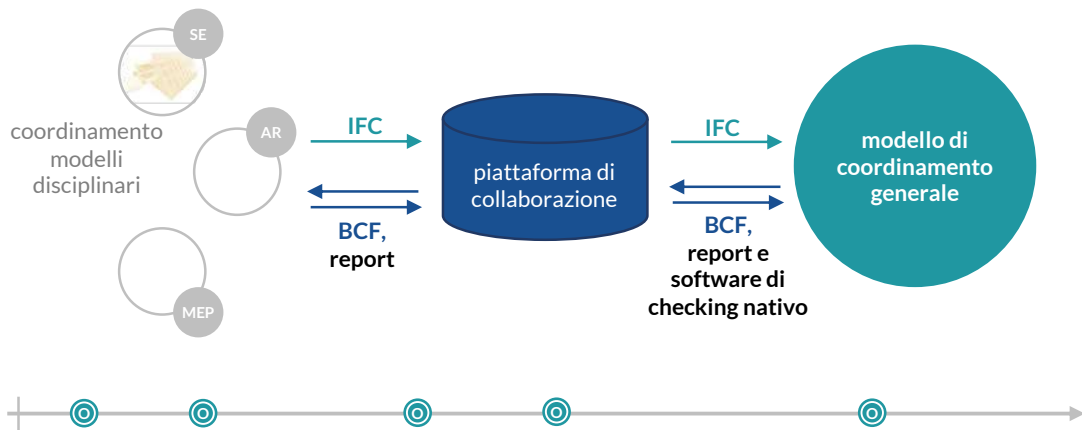 SE
coordinamento
modelli
disciplinari
AR
MEP
IFC
BCF,
report
piattaforma di
collaborazione
IFC
BCF,
report e
software di
checking nativo
modello di
coordinamento
generale
O
O
O
O
O